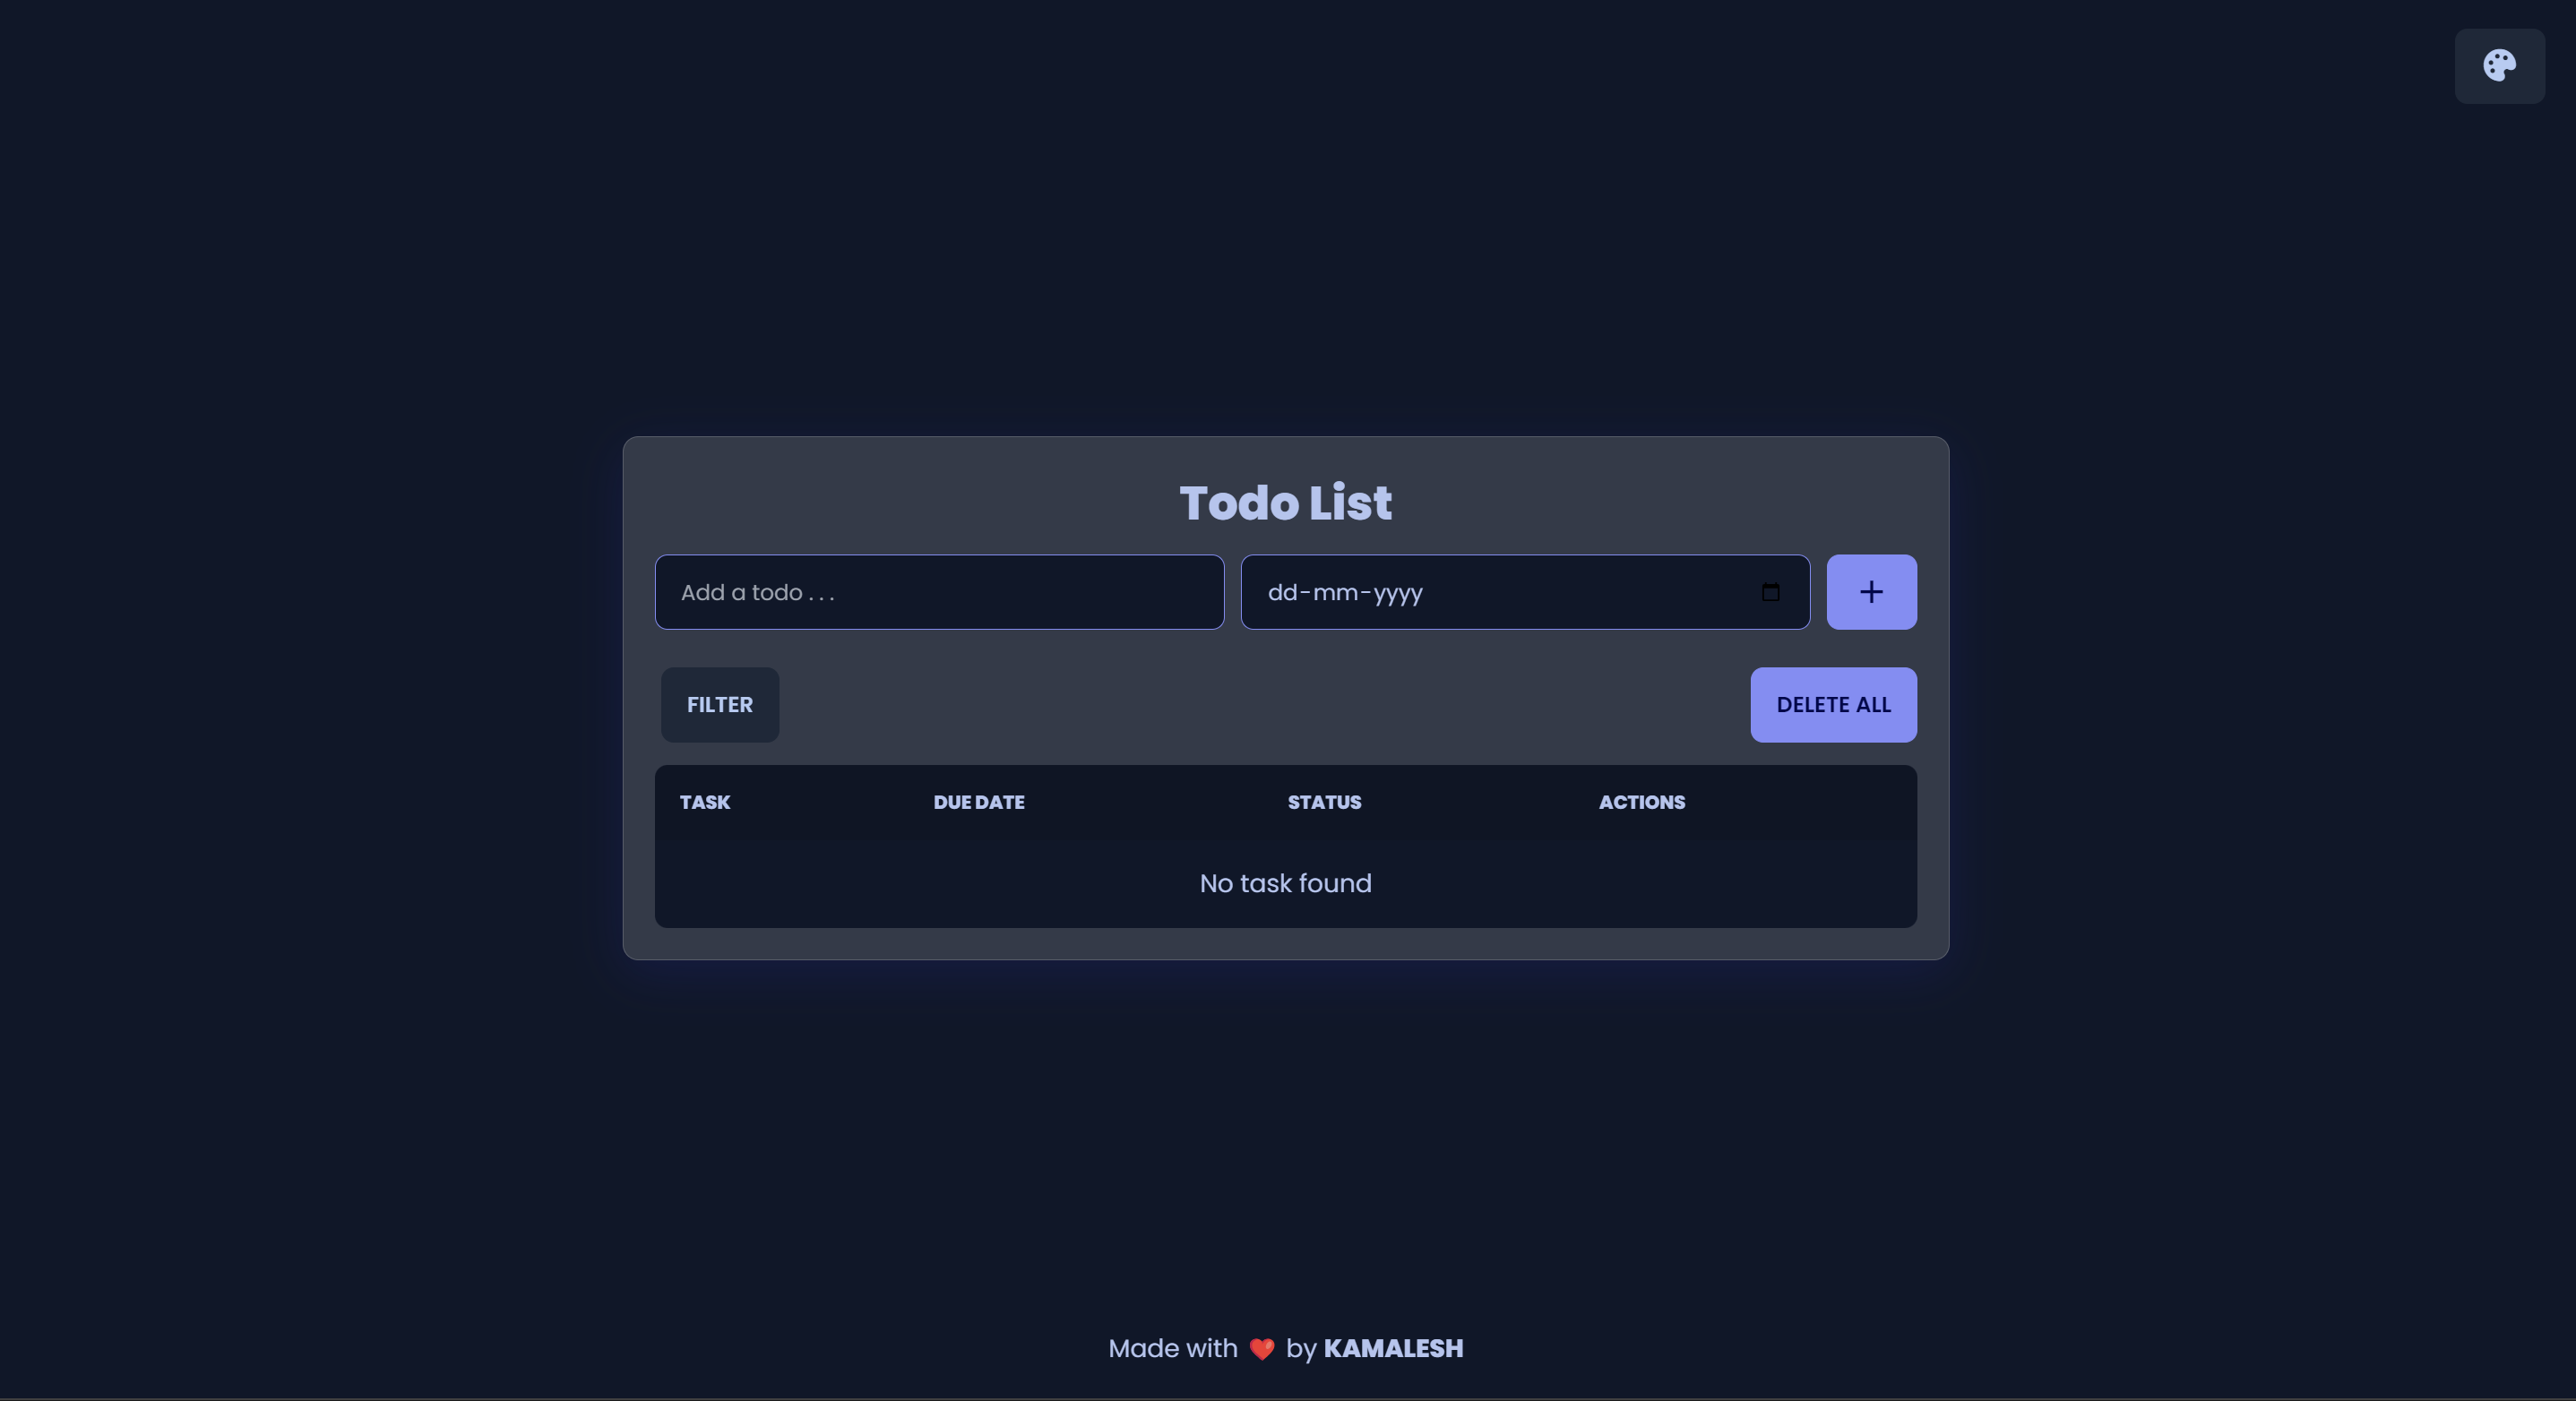 Todo List
Add a todo . . .
dd-mm-yyyy
+
FILTER
DELETE ALL
TASK DUE DATE STATUS ACTIONS
No task found
Made with ❤️ by KAMALESH